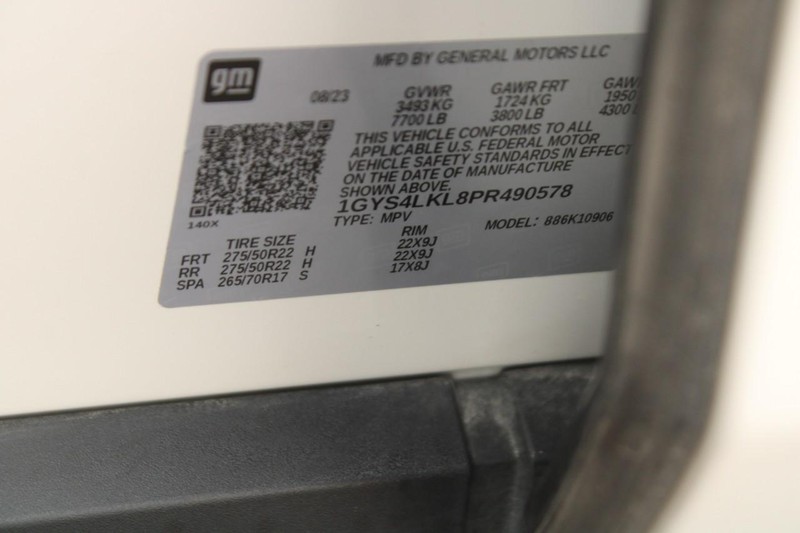 gm
MFD BY GENERAL MOTORS LLC
08/23
GVWR GAWR FRT GAW
3493 KG 1724 KG 1950
7700 LB 3800 LB 4300
THIS VEHICLE CONFORMS TO ALL
APPLICABLE U.S. FEDERAL MOTOR
VEHICLE SAFETY STANDARDS IN EFFECT
ON THE DATE OF MANUFACTURE
SHOWN ABOVE.
1GYS4LKL8PR490578
140X
TYPE: MPV MODEL: 886K10906
TIRE SIZE RIM
FRT 275/50R22 H 22X9J
RR 275/50R22 H 22X9J
SPA 265/70R17 S 17X8J